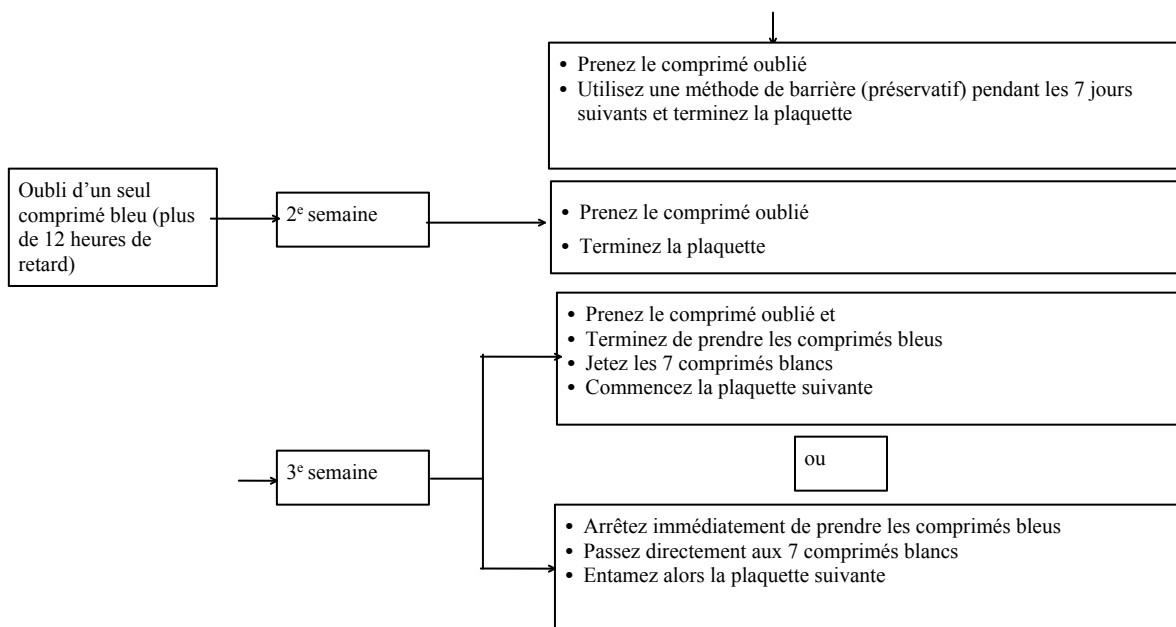 • Prenez le comprimé oublié
• Utilisez une méthode de barrière (préservatif) pendant les 7 jours
suivants et terminez la plaquette
Oubli d’un seul
comprimé bleu (plus
de 12 heures de
retard)
2e semaine
• Prenez le comprimé oublié
• Terminez la plaquette
• Prenez le comprimé oublié et
• Terminez de prendre les comprimés bleus
• Jetez les 7 comprimés blancs
• Commencez la plaquette suivante
3e semaine
ou
• Arrêtez immédiatement de prendre les comprimés bleus
• Passez directement aux 7 comprimés blancs
• Entamez alors la plaquette suivante